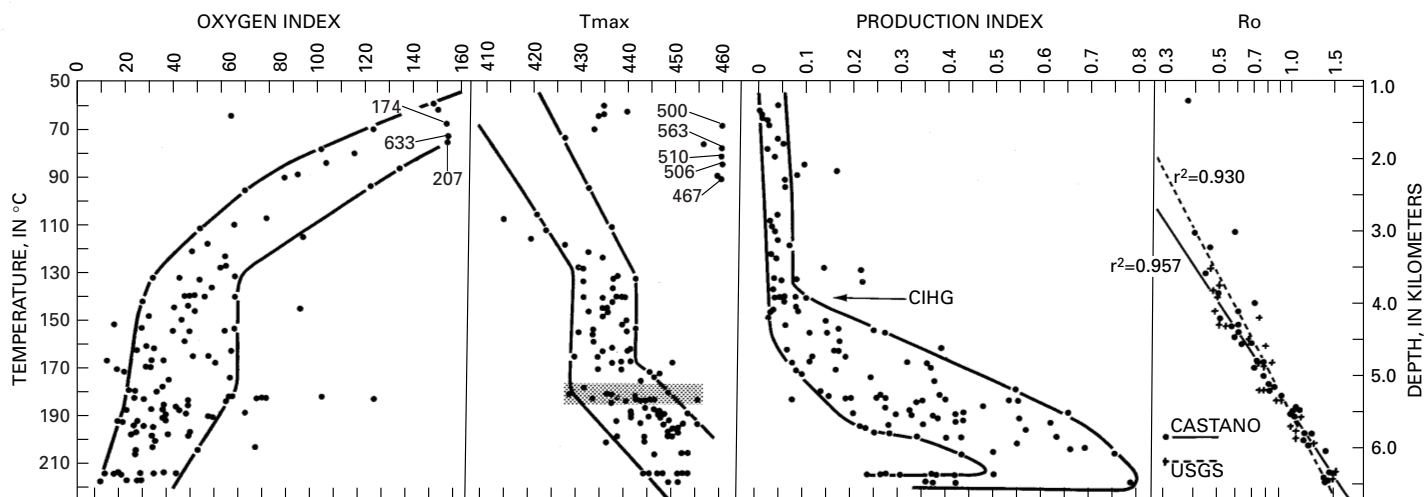 OXYGEN INDEX Tmax PRODUCTION INDEX Ro
0 20 40 60 80 100 120 140 160 410 420 430 440 450 460 0 0.1 0.2 0.3 0.4 0.5 0.6 0.7 0.8 0.3 0.5 0.7 1.0 1.5
TEMPERATURE, IN °C
50
70
90
110
130
150
170
190
210
174
633
207
500
563
510
506
467
CIHG
r²=0.930
r²=0.957
CASTANO
USGS
1.0
2.0
3.0
4.0
5.0
6.0
DEPTH, IN KILOMETERS